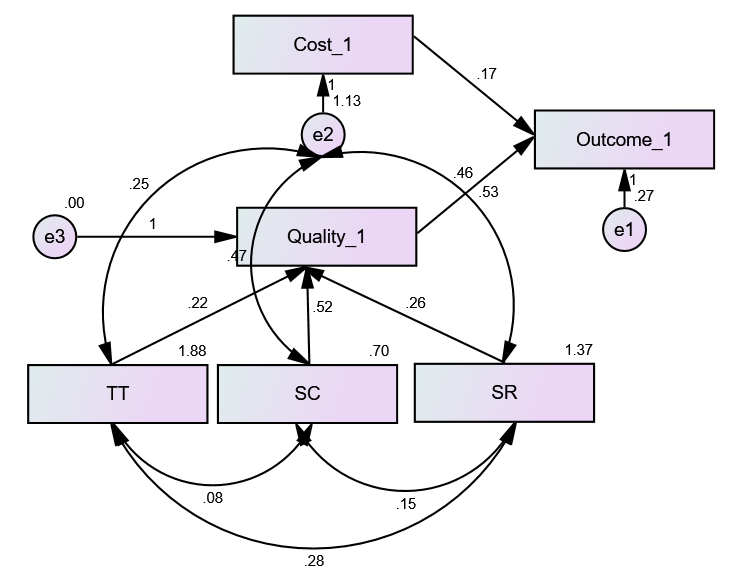 Cost_1
.17
1
1.13
e2
Outcome_1
.25
.46
.53
1
.27
.00
e3
1
Quality_1
e1
.47
.22
.52
.26
1.88
.70
1.37
TT
SC
SR
.08
.15
.28